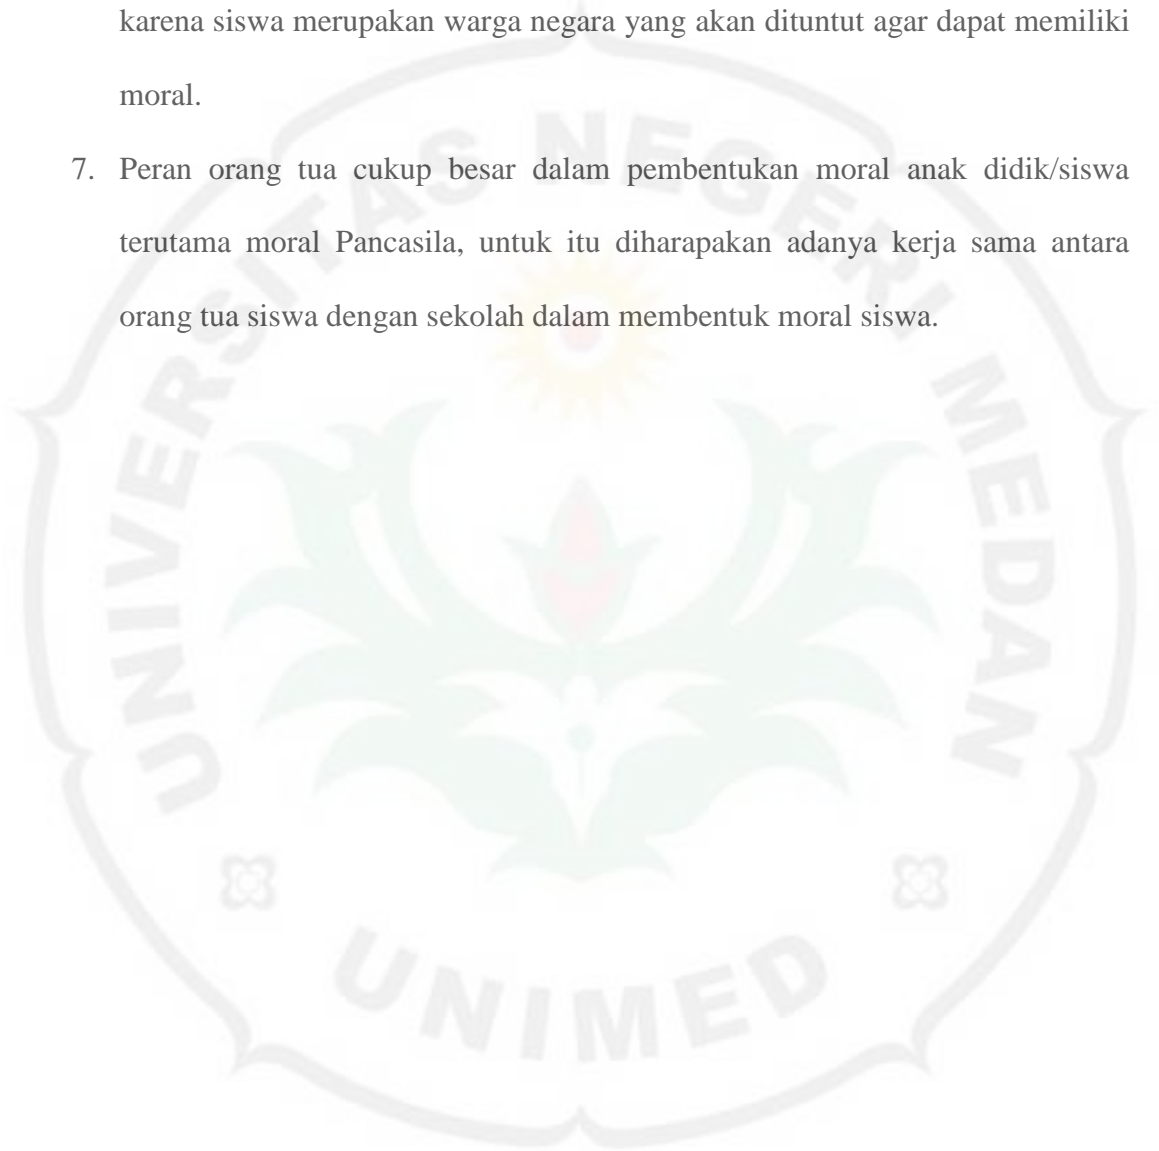 karena siswa merupakan warga negara yang akan dituntut agar dapat memiliki
moral.
7. Peran orang tua cukup besar dalam pembentukan moral anak didik/siswa
terutama moral Pancasila, untuk itu diharapakan adanya kerja sama antara
orang tua siswa dengan sekolah dalam membentuk moral siswa.
UNIVERSITAS NEGERI MEDAN
UNIMED